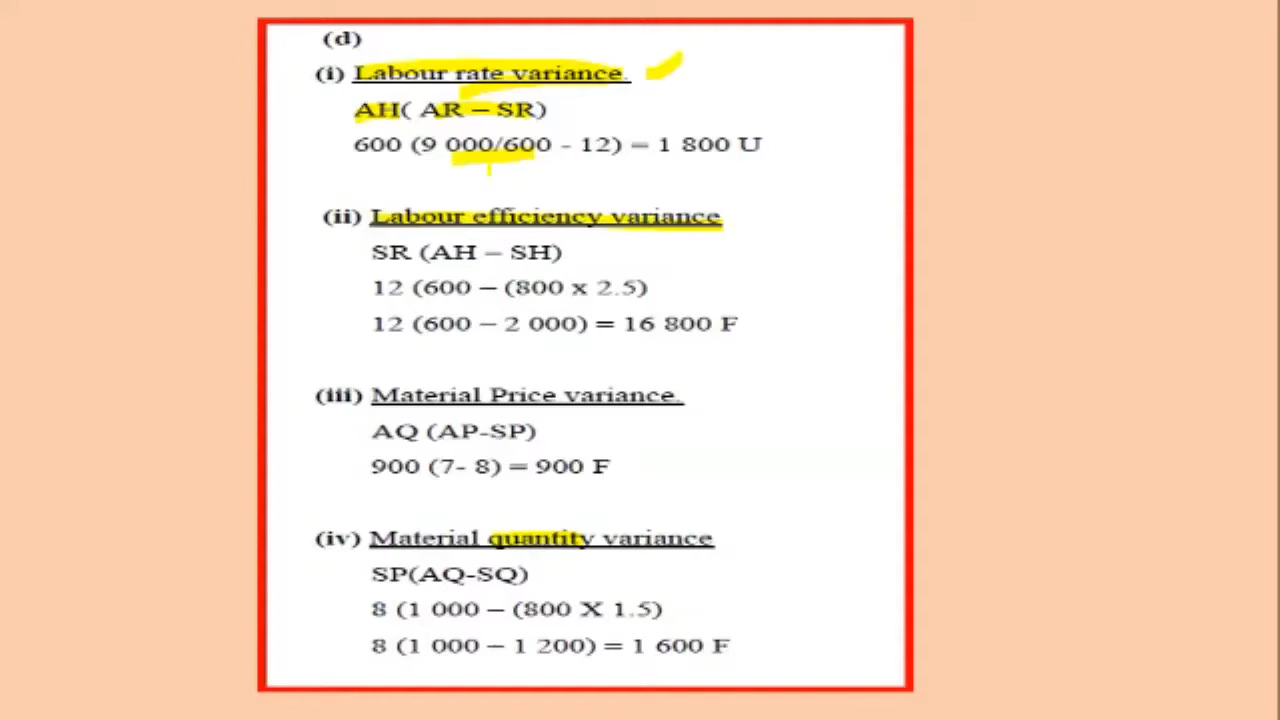 (d)
(i) Labour rate variance.
AH( AR – SR)
600 (9 000/600 - 12) = 1 800 U
(ii) Labour efficiency variance
SR (AH – SH)
12 (600 – (800 x 2.5)
12 (600 – 2 000) = 16 800 F
(iii) Material Price variance.
AQ (AP-SP)
900 (7- 8) = 900 F
(iv) Material quantity variance
SP(AQ-SQ)
8 (1 000 – (800 X 1.5)
8 (1 000 – 1 200) = 1 600 F